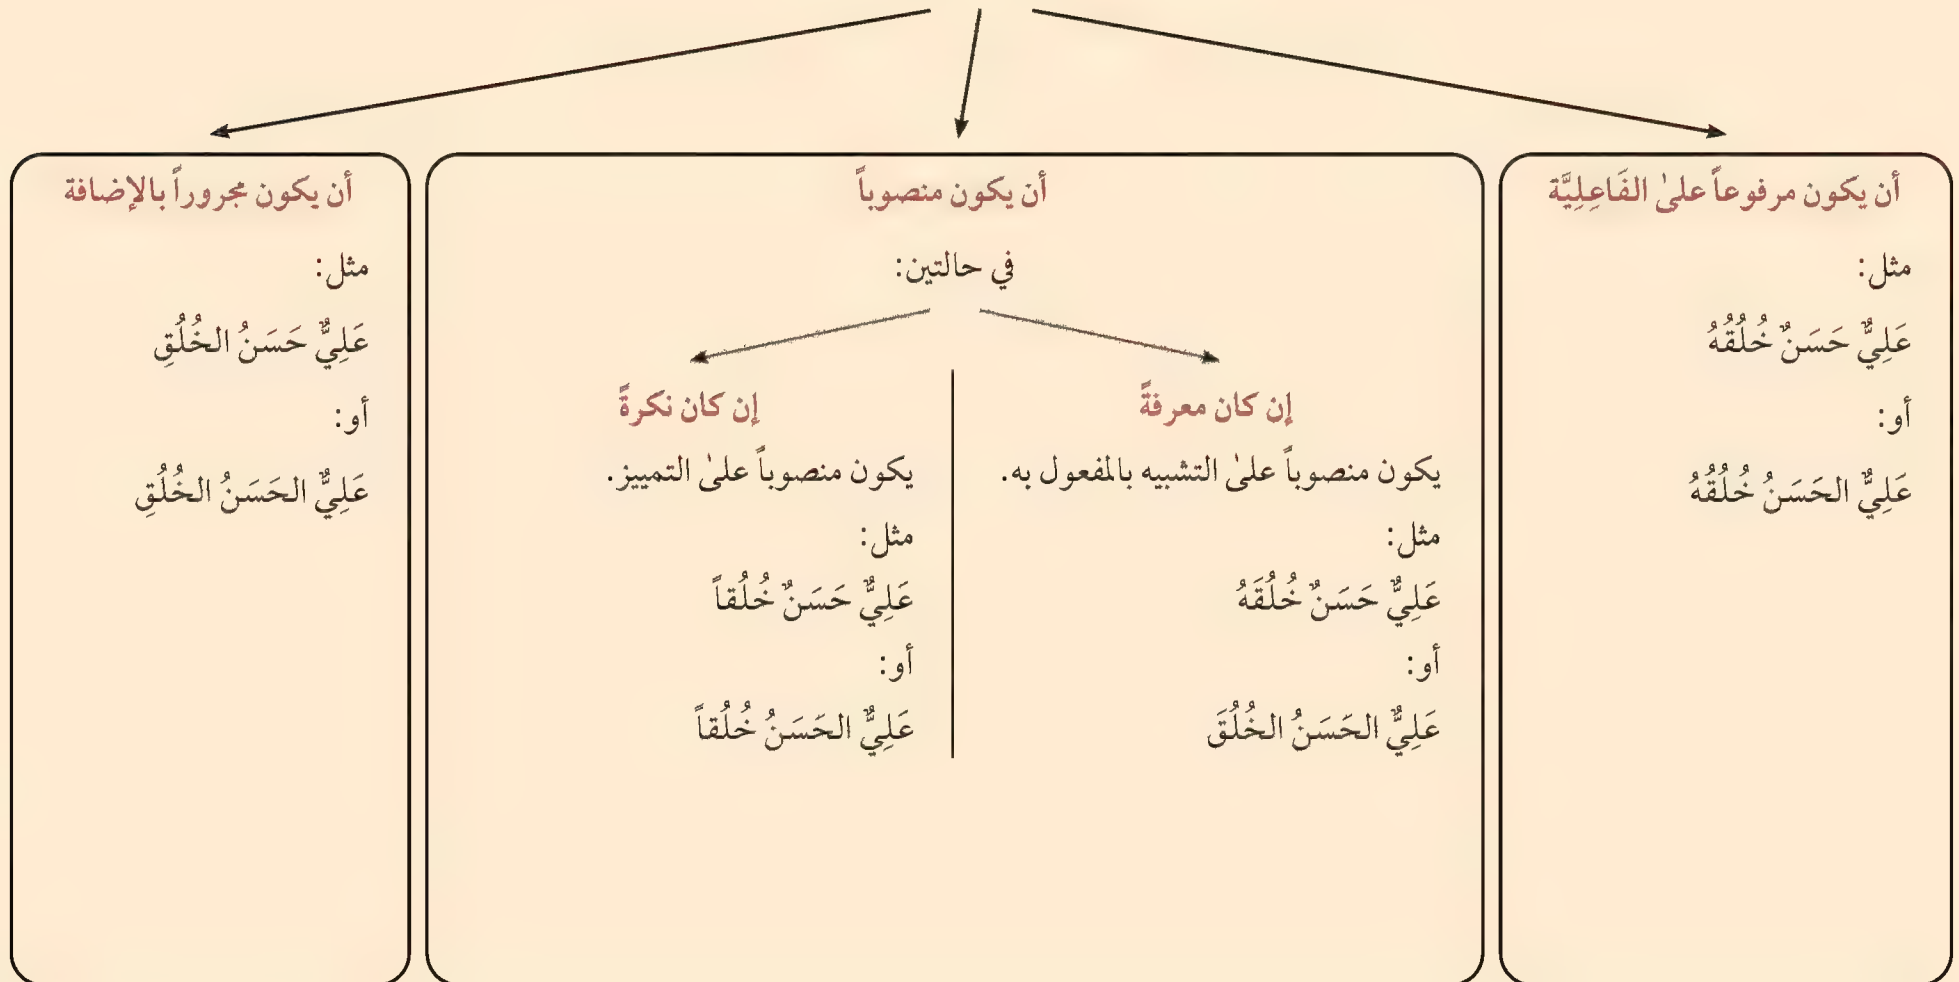 أن يكون مرفوعاً علىٰ الفَاعِلِيَّة
مثل:
عَلِيٌّ حَسَنٌ خُلُقُهُ
أو:
عَلِيٌّ الحَسَنُ خُلُقُهُ
أن يكون منصوباً
في حالتين:
إن كان معرفةً
يكون منصوباً علىٰ التشبيه بالمفعول به.
مثل:
عَلِيٌّ حَسَنٌ خُلُقَهُ
أو:
عَلِيٌّ الحَسَنُ الخُلُقَ
إن كان نكرةً
يكون منصوباً علىٰ التمييز.
مثل:
عَلِيٌّ حَسَنٌ خُلُقاً
أو:
عَلِيٌّ الحَسَنُ خُلُقاً
أن يكون مجروراً بالإضافة
مثل:
عَلِيٌّ حَسَنُ الخُلُقِ
أو:
عَلِيٌّ الحَسَنُ الخُلُقِ